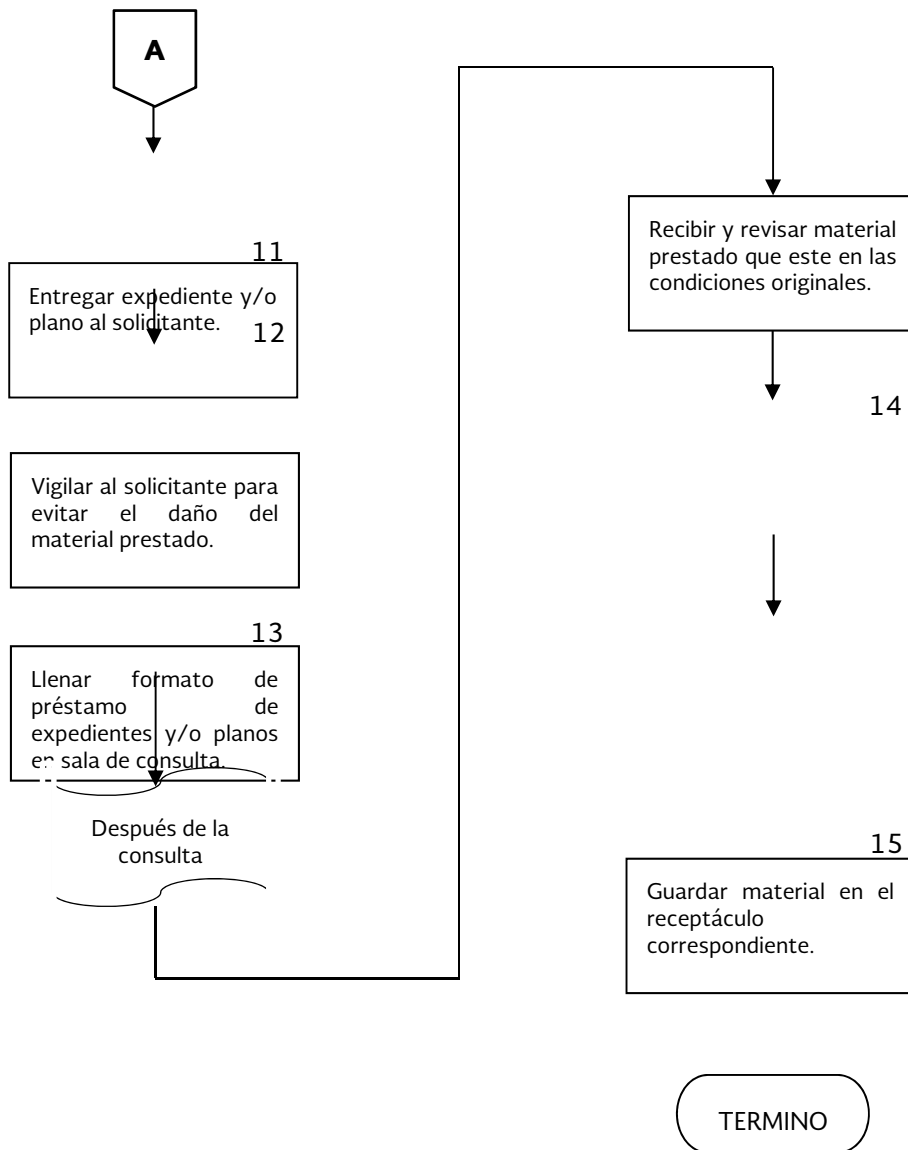 A
11
Entregar expediente y/o
plano al solicitante.
12
Vigilar al solicitante para
evitar el daño del
material prestado.
13
Llenar formato de
préstamo de
expedientes y/o planos
en sala de consulta.
Después de la
consulta
Recibir y revisar material
prestado que este en las
condiciones originales.
14
15
Guardar material en el
receptáculo
correspondiente.
TERMINO